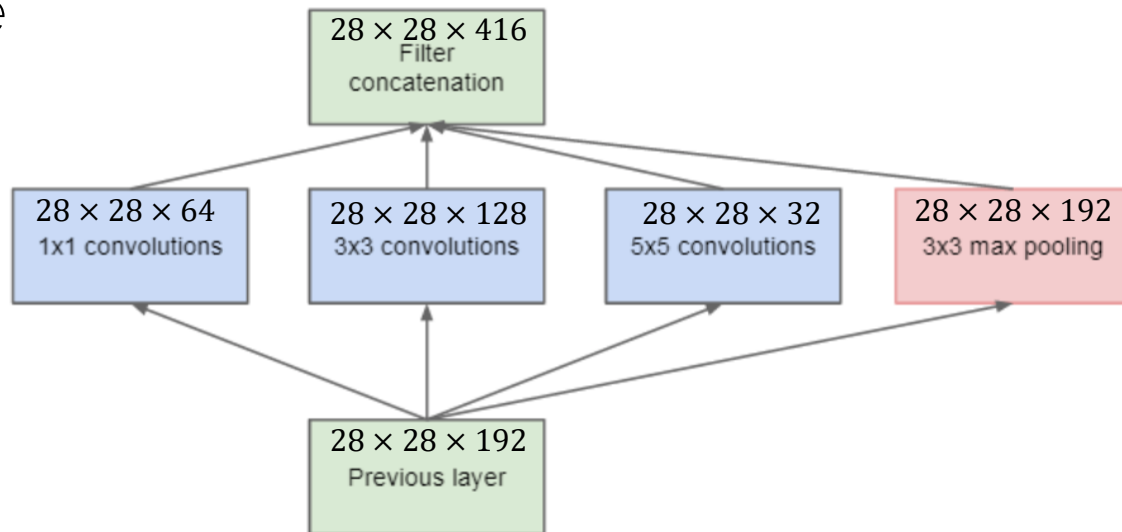 e
28 × 28 × 416
Filter
concatenation
28 × 28 × 64
1x1 convolutions
28 × 28 × 128
3x3 convolutions
28 × 28 × 32
5x5 convolutions
28 × 28 × 192
3x3 max pooling
28 × 28 × 192
Previous layer